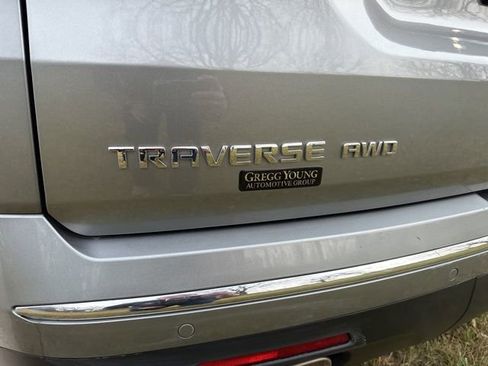 TRAVERSE AWD
GREGG YOUNG
AUTOMOTIVE GROUP